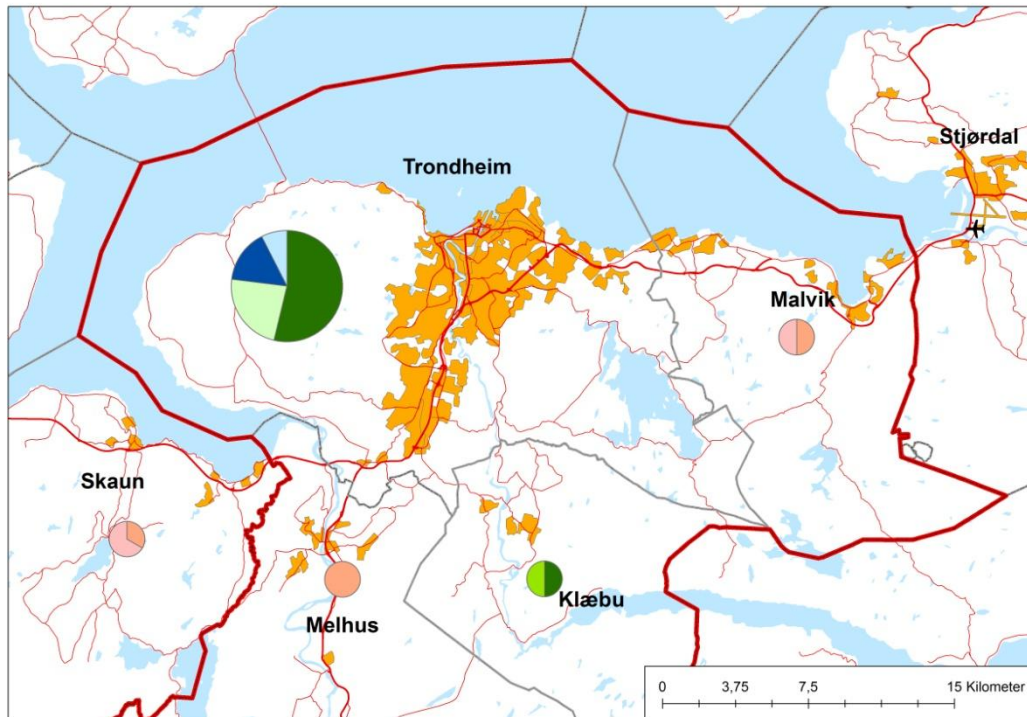 Stjørdal
Trondheim
Malvik
Skaun
Klæbu
Melhus
0 3,75 7,5 15 Kilometer